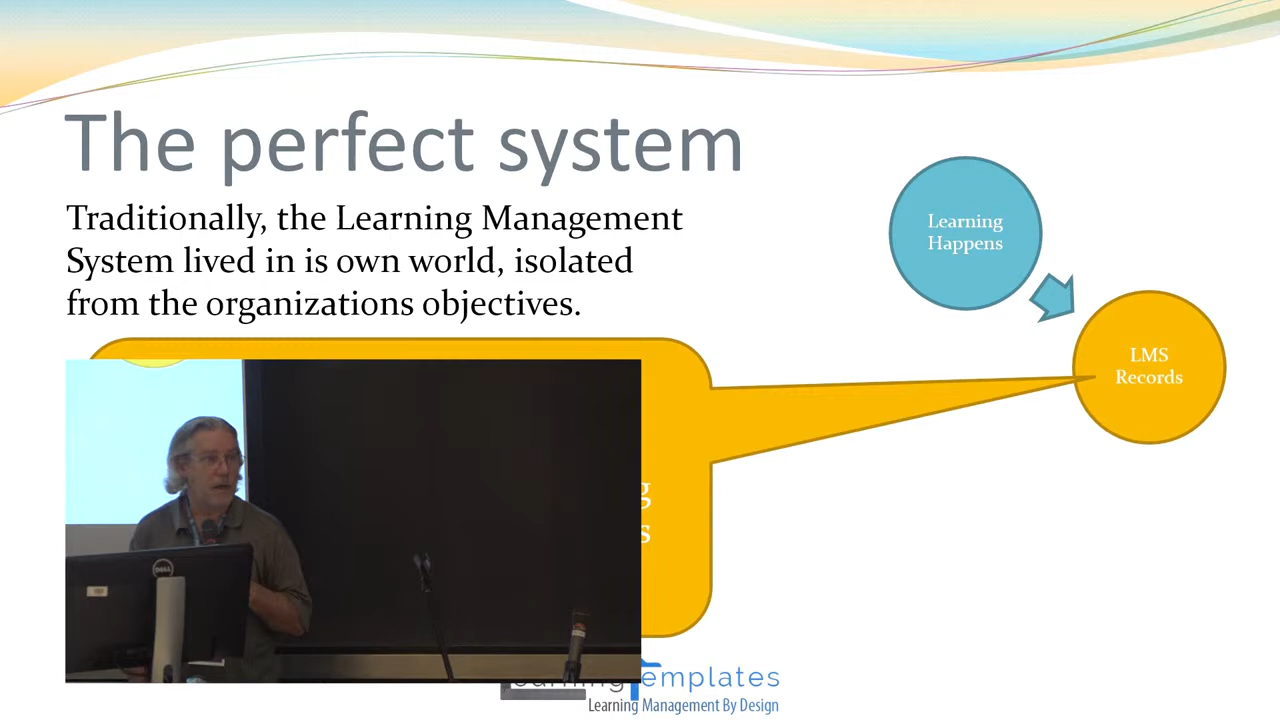 The perfect system
Traditionally, the Learning Management
System lived in is own world, isolated
from the organizations objectives.
Learning
Happens
LMS
Records
g
s
DELL
emplates
Learning Management By Design